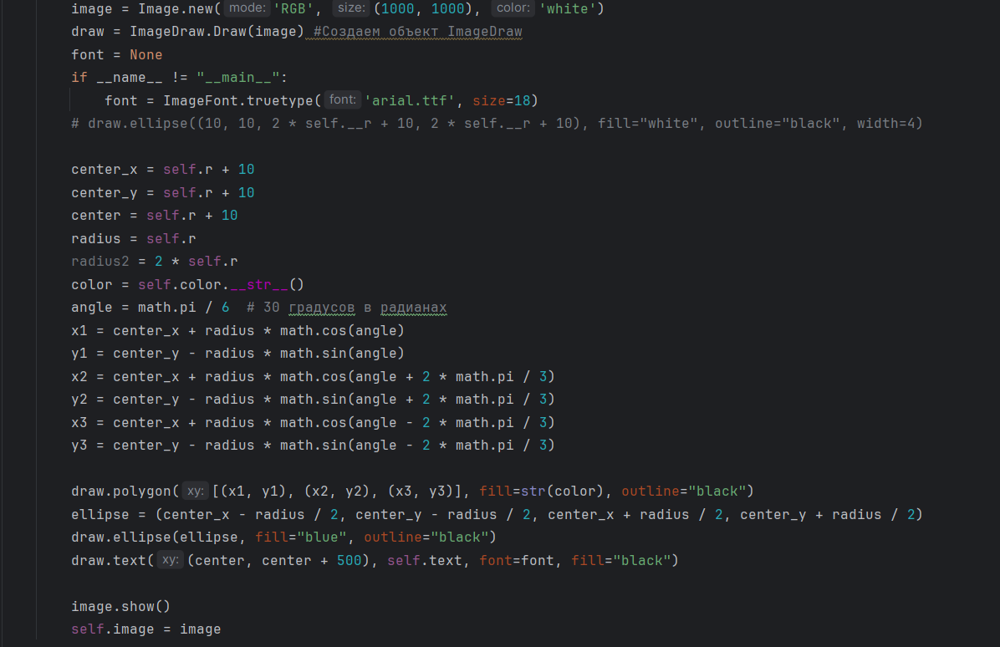 image = Image.new( mode: 'RGB', size: (1000, 1000), color: 'white')
draw = ImageDraw.Draw(image) #Создаем объект ImageDraw
font = None
if __name__ != "__main__":
    font = ImageFont.truetype( font: 'arial.ttf', size=18)
# draw.ellipse((10, 10, 2 * self.__r + 10, 2 * self.__r + 10), fill="white", outline="black", width=4)
center_x = self.r + 10
center_y = self.r + 10
center = self.r + 10
radius = self.r
radius2 = 2 * self.r
color = self.color.__str__()
angle = math.pi / 6  # 30 градусов в радианах
x1 = center_x + radius * math.cos(angle)
y1 = center_y - radius * math.sin(angle)
x2 = center_x + radius * math.cos(angle + 2 * math.pi / 3)
y2 = center_y - radius * math.sin(angle + 2 * math.pi / 3)
x3 = center_x + radius * math.cos(angle - 2 * math.pi / 3)
y3 = center_y - radius * math.sin(angle - 2 * math.pi / 3)
draw.polygon( xy: [(x1, y1), (x2, y2), (x3, y3)], fill=str(color), outline="black")
ellipse = (center_x - radius / 2, center_y - radius / 2, center_x + radius / 2, center_y + radius / 2)
draw.ellipse(ellipse, fill="blue", outline="black")
draw.text( xy: (center, center + 500), self.text, font=font, fill="black")
image.show()
self.image = image